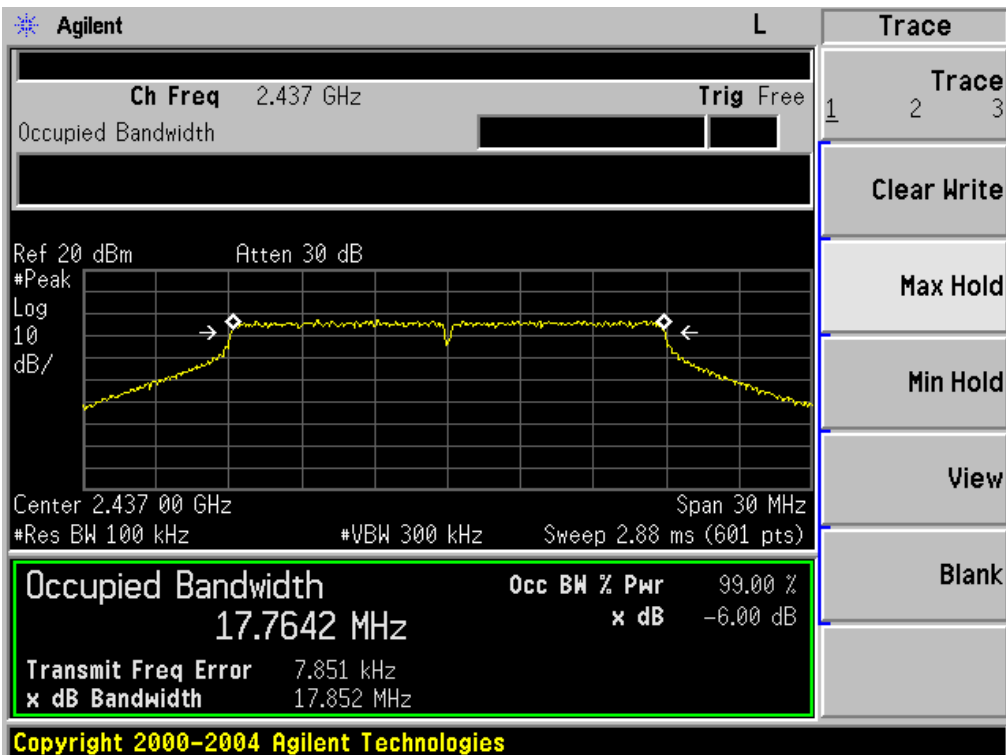 Agilent L Trace
Ch Freq 2.437 GHz Trig Free
Occupied Bandwidth
Trace
1 2 3
Clear Write
Max Hold
Min Hold
View
Blank
Ref 20 dBm Atten 30 dB
#Peak
Log
10
dB/
Center 2.437 00 GHz Span 30 MHz
#Res BW 100 kHz #VBW 300 kHz Sweep 2.88 ms (601 pts)
Occupied Bandwidth Occ BW % Pwr 99.00 %
17.7642 MHz x dB -6.00 dB
Transmit Freq Error 7.851 kHz
x dB Bandwidth 17.852 MHz
Copyright 2000-2004 Agilent Technologies